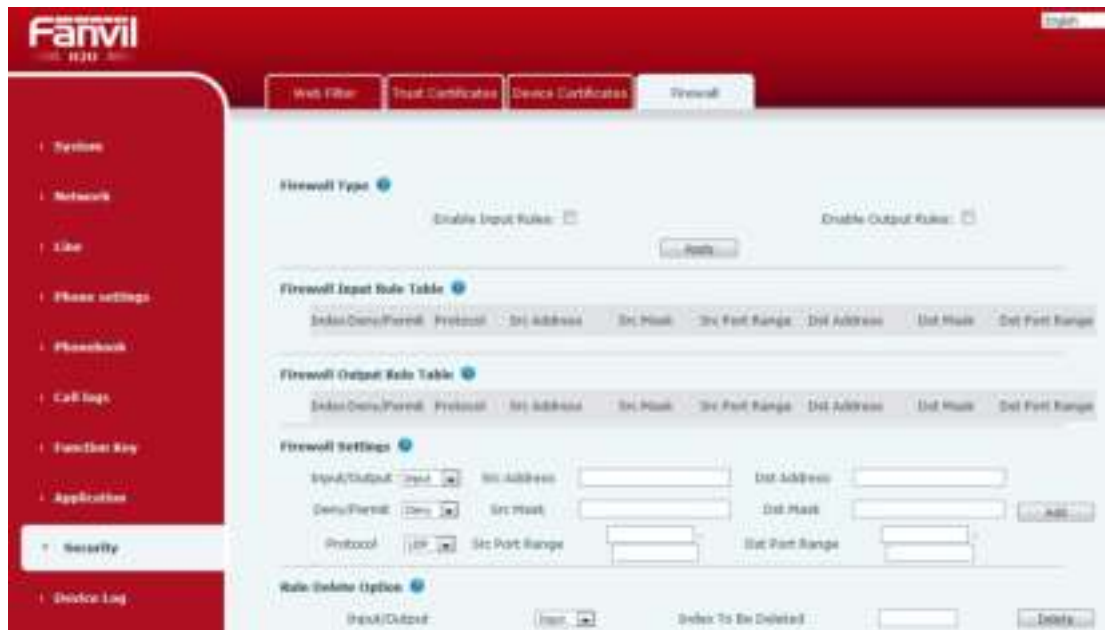 Fanvil
English
Web Filter
Trust Certificates
Device Certificates
Firewall
System
Network
Line
Phone settings
Phonebook
Call logs
Function Key
Application
Security
Device Log
Firewall Type
Enable Input Rules:
Enable Output Rules:
Apply
Firewall Input Rule Table
Index Deny/Permit Protocol Src Address Src Mask Src Port Range Dst Address Dst Mask Dst Port Range
Firewall Output Rule Table
Index Deny/Permit Protocol Src Address Src Mask Src Port Range Dst Address Dst Mask Dst Port Range
Firewall Settings
Input/Output Input Src Address Dst Address
Deny/Permit Deny Src Mask Dst Mask Add
Protocol UDP Src Port Range - Dst Port Range -
Rule Delete Option
Input/Output Input Index To Be Deleted Delete